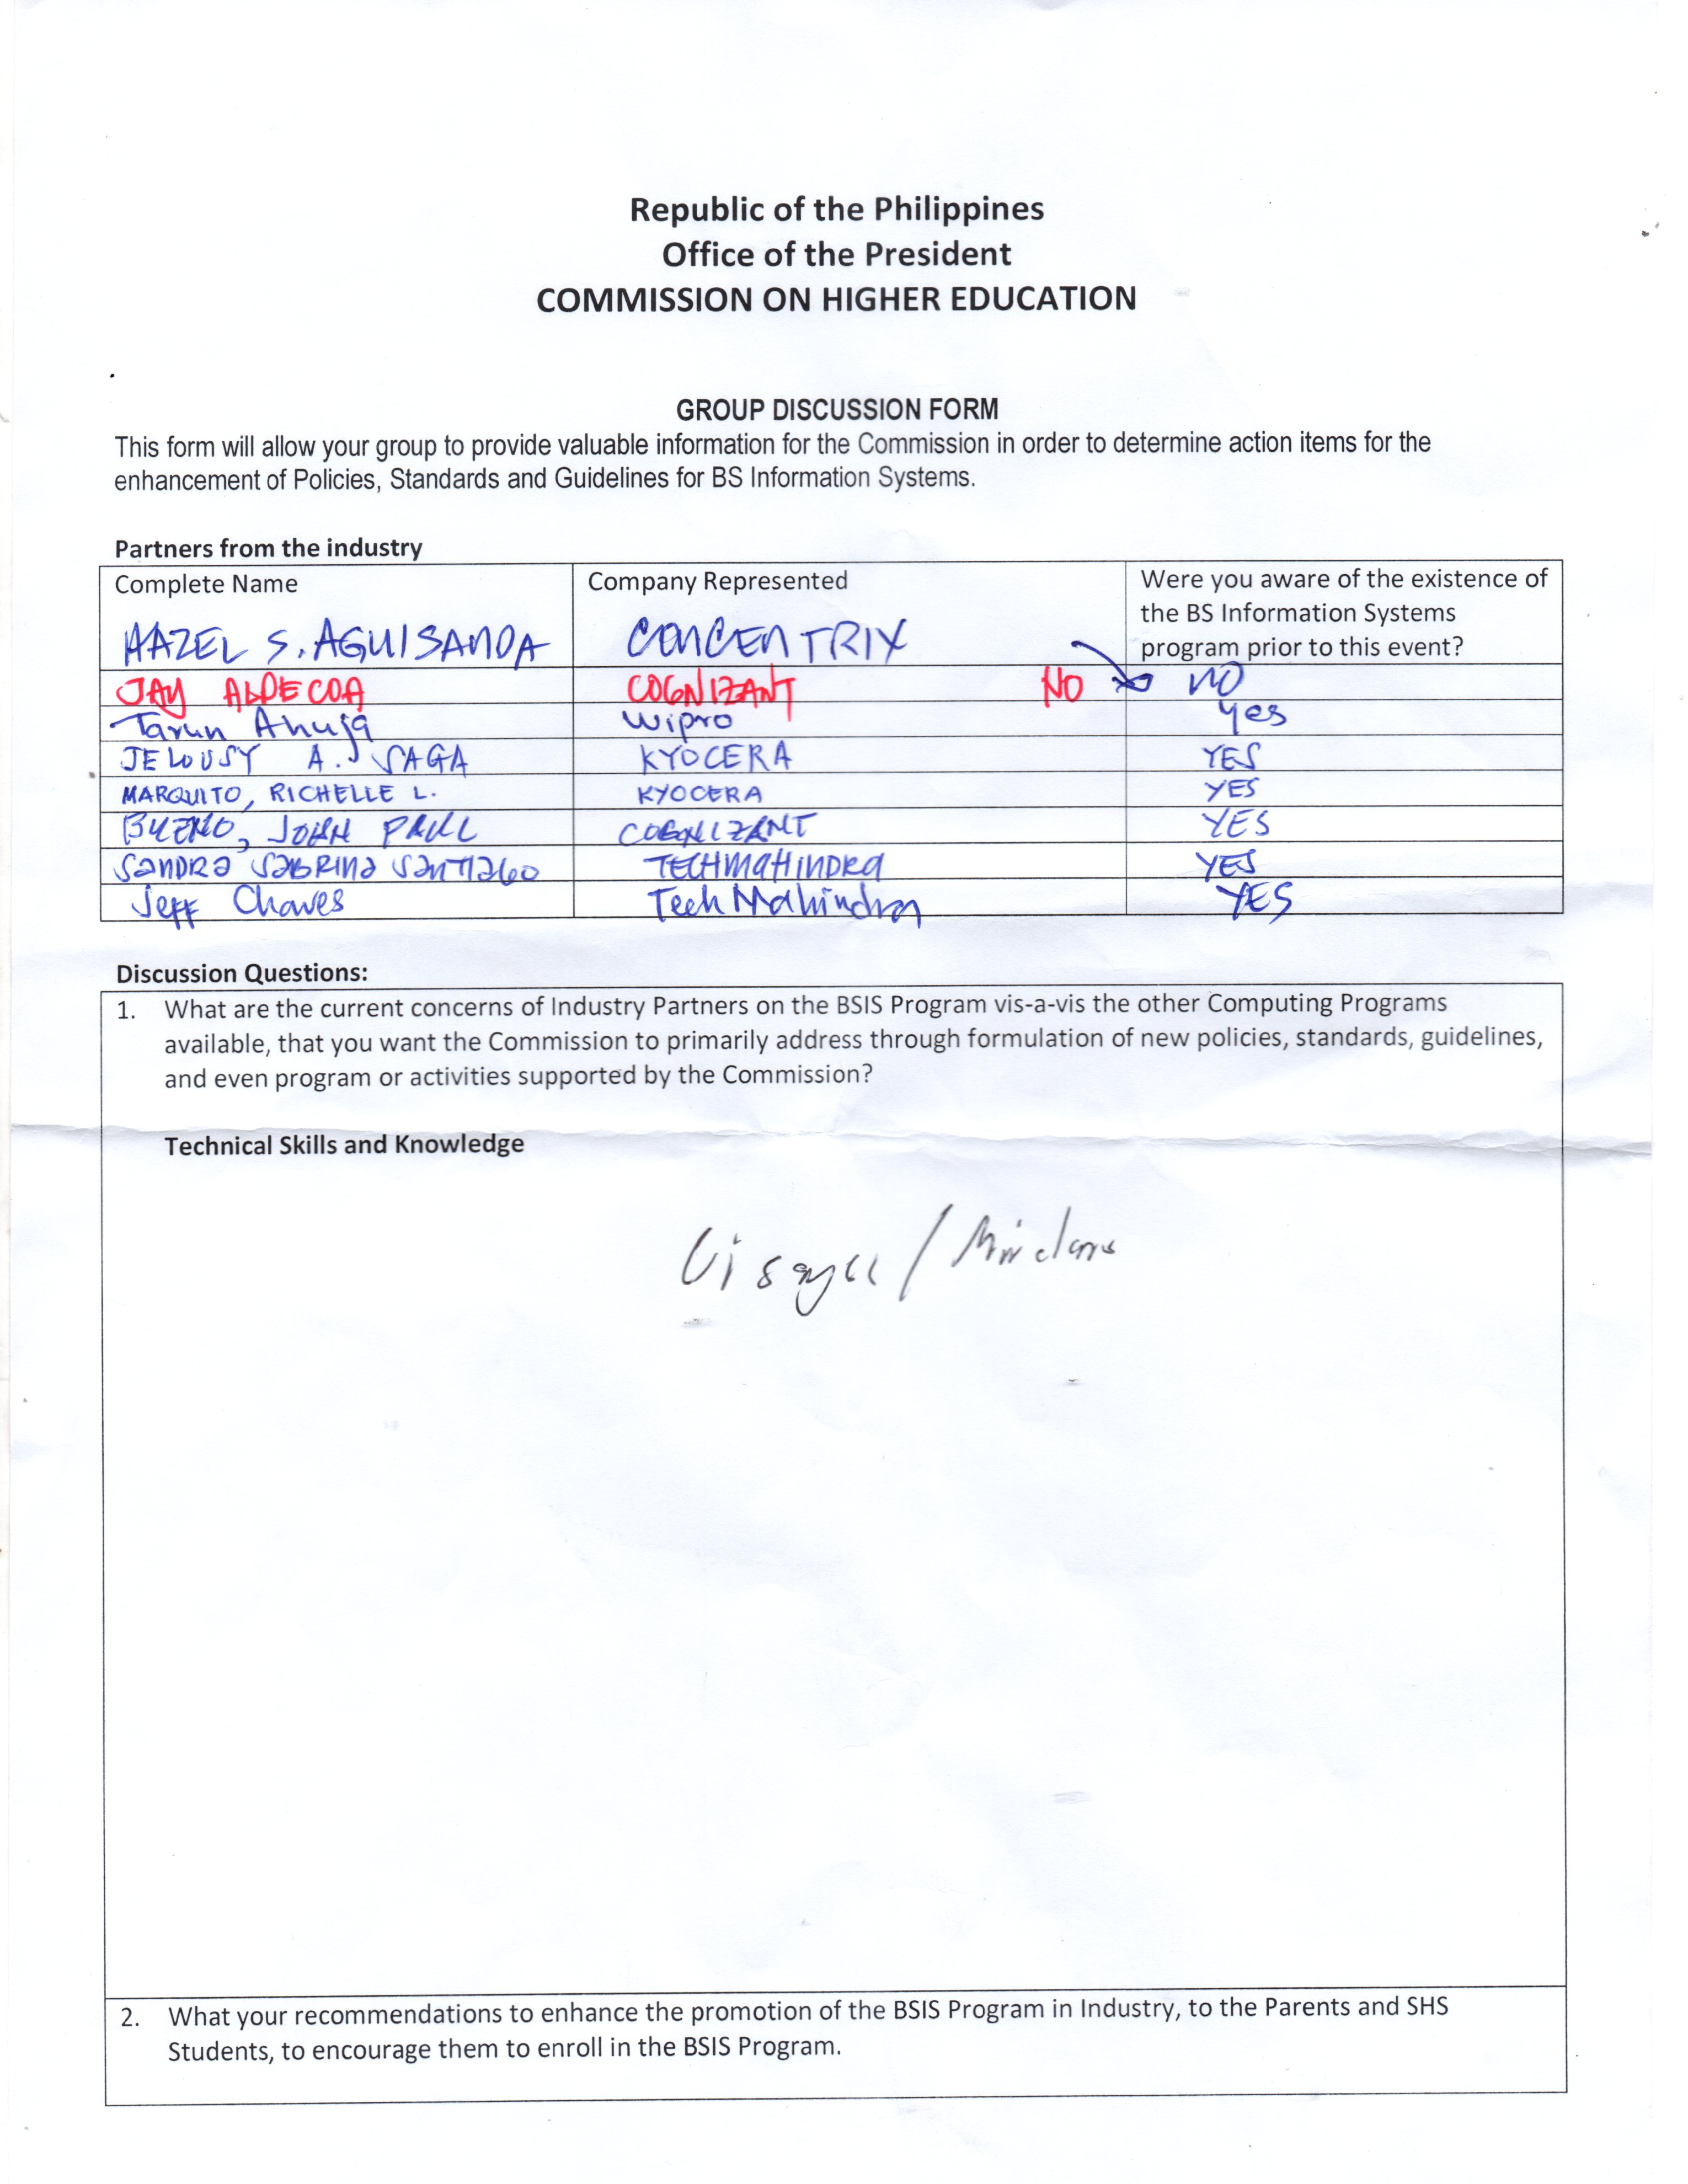 Republic of the Philippines
Office of the President
COMMISSION ON HIGHER EDUCATION
GROUP DISCUSSION FORM
This form will allow your group to provide valuable information for the Commission in order to determine action items for the
enhancement of Policies, Standards and Guidelines for BS Information Systems.
Partners from the industry
Complete Name Company Represented Were you aware of the existence of
the BS Information Systems
program prior to this event?
HAZEL S. AGUISANDA CONCENTRIX NO
JAY ALDECOA COGNIZANT NO
Tarun Ahuja Wipro yes
JELOUSY A. SAGA KYOCERA YES
MARQUITO, RICHELLE L. KYOCERA YES
BUENO, JOHN PAUL COGNIZANT YES
SANDRA SABRINA SANTIAGO TECHMAHINDRA YES
Jeff Chaves Tech Mahindra YES
Discussion Questions:
1. What are the current concerns of Industry Partners on the BSIS Program vis-a-vis the other Computing Programs
available, that you want the Commission to primarily address through formulation of new policies, standards, guidelines,
and even program or activities supported by the Commission?
Technical Skills and Knowledge
Visayas / Mindanao
2. What your recommendations to enhance the promotion of the BSIS Program in Industry, to the Parents and SHS
Students, to encourage them to enroll in the BSIS Program.